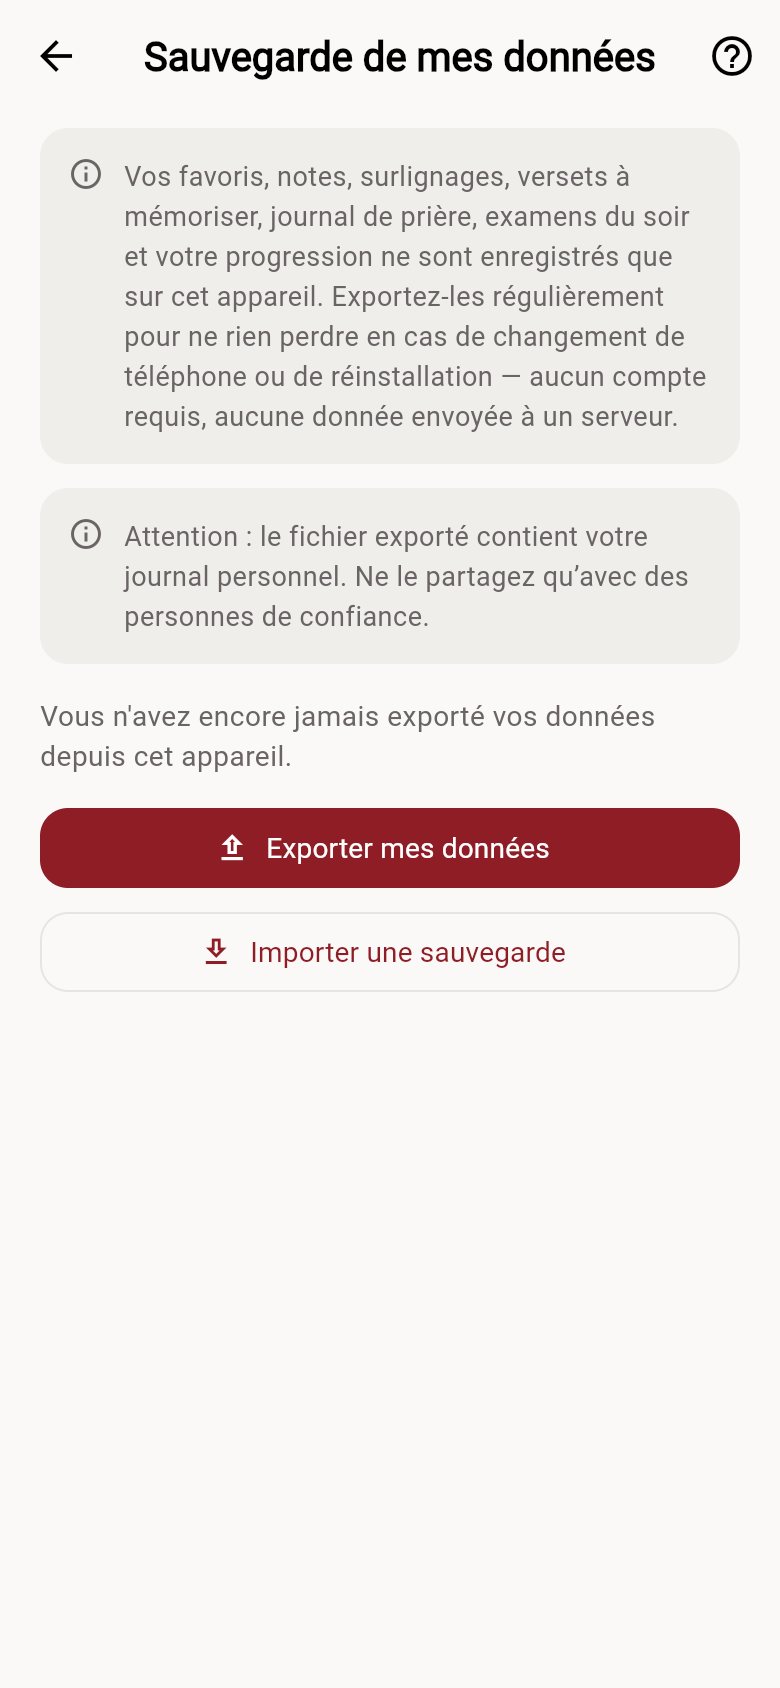 Sauvegarde de mes données
Vos favoris, notes, surlignages, versets à
mémoriser, journal de prière, examens du soir
et votre progression ne sont enregistrés que
sur cet appareil. Exportez-les régulièrement
pour ne rien perdre en cas de changement de
téléphone ou de réinstallation — aucun compte
requis, aucune donnée envoyée à un serveur.
Attention : le fichier exporté contient votre
journal personnel. Ne le partagez qu’avec des
personnes de confiance.
Vous n'avez encore jamais exporté vos données
depuis cet appareil.
Exporter mes données
Importer une sauvegarde